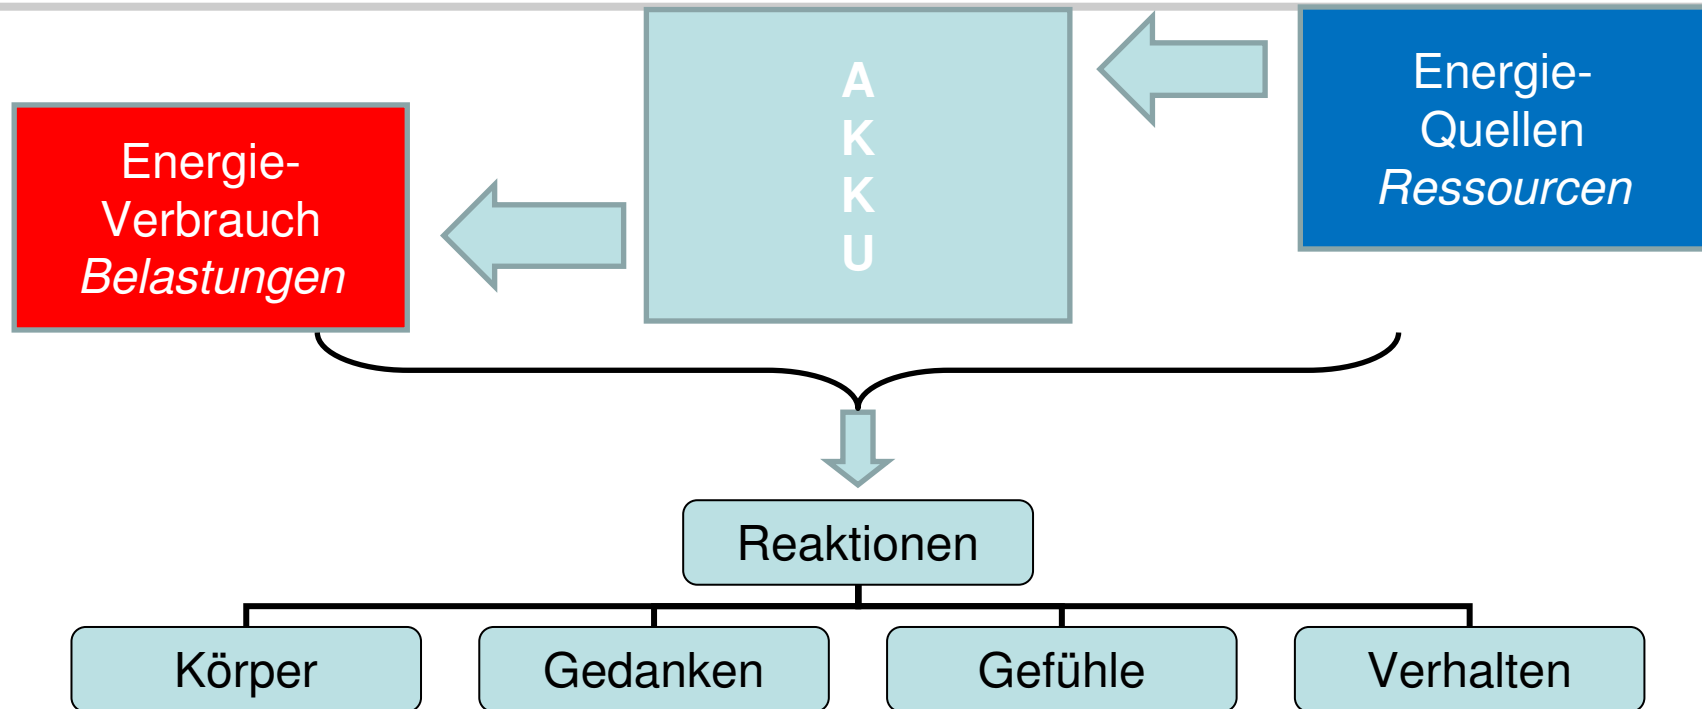 Energie-
Verbrauch
Belastungen
A
K
K
U
Energie-
Quellen
Ressourcen
Reaktionen
Körper
Gedanken
Gefühle
Verhalten